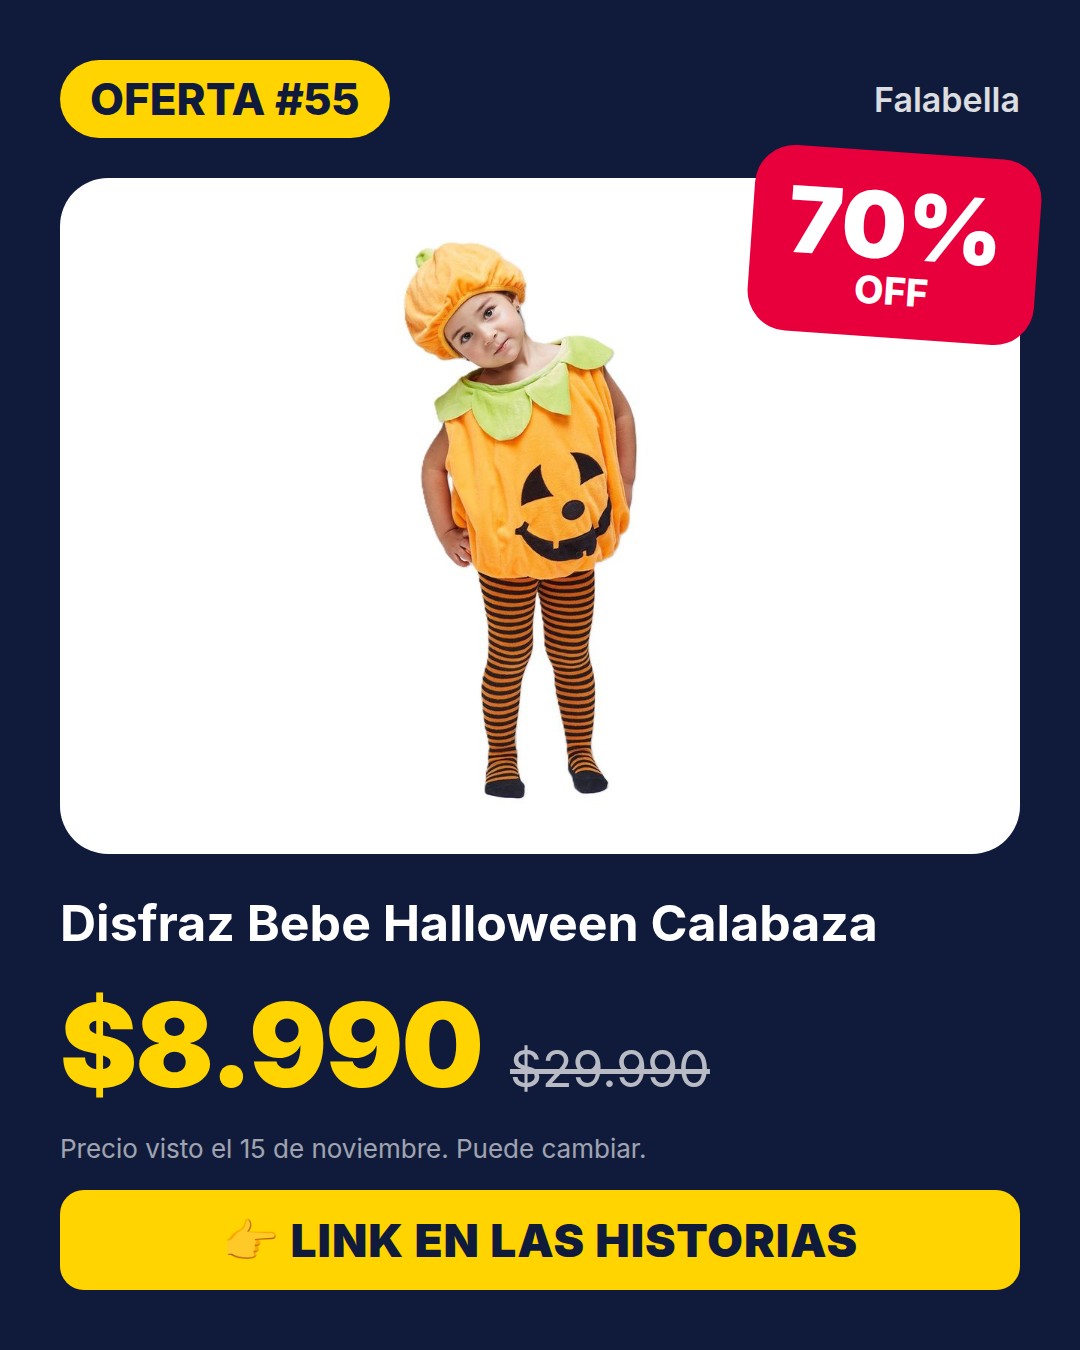 OFERTA #55
Falabella
70%
OFF
Disfraz Bebe Halloween Calabaza
$8.990 $29.990
Precio visto el 15 de noviembre. Puede cambiar.
👉 LINK EN LAS HISTORIAS